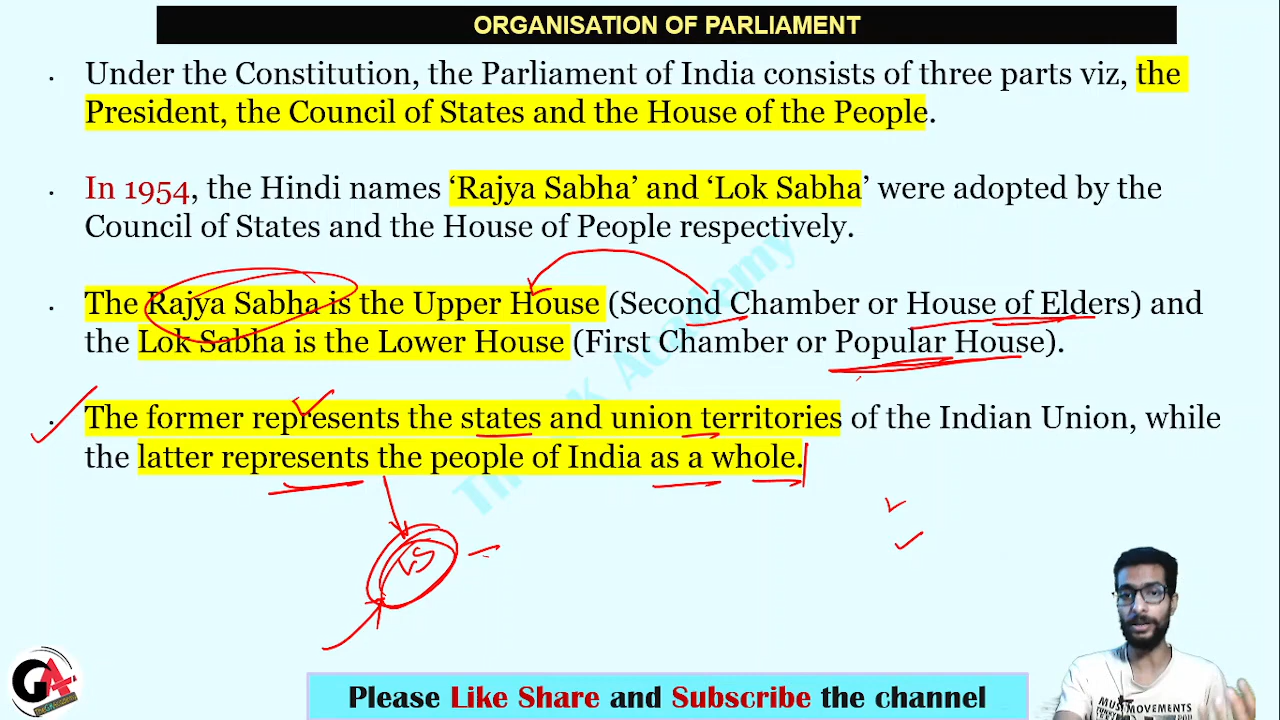 ORGANISATION OF PARLIAMENT
· Under the Constitution, the Parliament of India consists of three parts viz, the
President, the Council of States and the House of the People.
· In 1954, the Hindi names ‘Rajya Sabha’ and ‘Lok Sabha’ were adopted by the
Council of States and the House of People respectively.
· The Rajya Sabha is the Upper House (Second Chamber or House of Elders) and
the Lok Sabha is the Lower House (First Chamber or Popular House).
· The former represents the states and union territories of the Indian Union, while
the latter represents the people of India as a whole.
LS
GA
Please Like Share and Subscribe the channel
MOVEMENTS